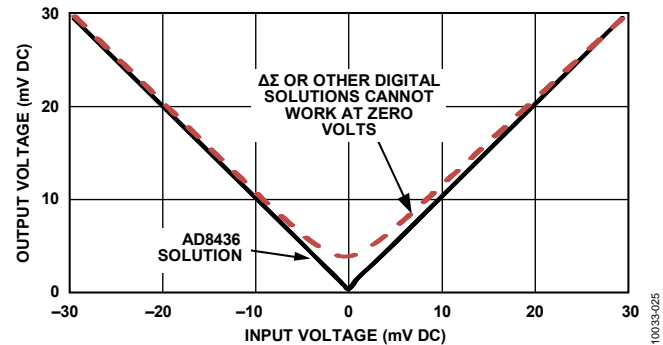 30
20
10
0
OUTPUT VOLTAGE (mV DC)
ΔΣ OR OTHER DIGITAL
SOLUTIONS CANNOT
WORK AT ZERO
VOLTS
AD8436
SOLUTION
–30
–20
–10
0
10
20
30
INPUT VOLTAGE (mV DC)
10033-025